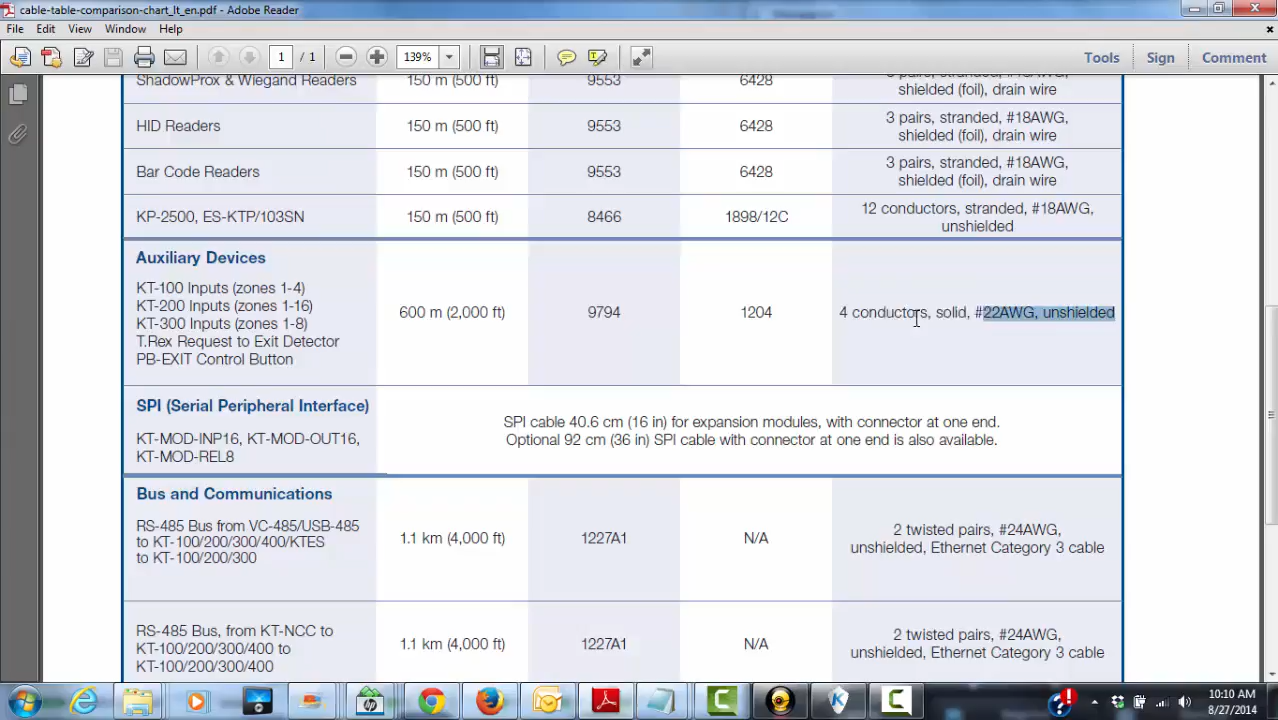 cable-table-comparison-chart_lt_en.pdf - Adobe Reader
File Edit View Window Help
1 / 1 139% Tools Sign Comment
ShadowProx & Wiegand Readers 150 m (500 ft) 9553 6428
shielded (foil), drain wire
HID Readers 150 m (500 ft) 9553 6428 3 pairs, stranded, #18AWG,
shielded (foil), drain wire
Bar Code Readers 150 m (500 ft) 9553 6428 3 pairs, stranded, #18AWG,
shielded (foil), drain wire
KP-2500, ES-KTP/103SN 150 m (500 ft) 8466 1898/12C 12 conductors, stranded, #18AWG,
unshielded
Auxiliary Devices
KT-100 Inputs (zones 1-4)
KT-200 Inputs (zones 1-16)
KT-300 Inputs (zones 1-8)
T.Rex Request to Exit Detector
PB-EXIT Control Button
600 m (2,000 ft) 9794 1204 4 conductors, solid, #22AWG, unshielded
SPI (Serial Peripheral Interface)
KT-MOD-INP16, KT-MOD-OUT16,
KT-MOD-REL8
SPI cable 40.6 cm (16 in) for expansion modules, with connector at one end.
Optional 92 cm (36 in) SPI cable with connector at one end is also available.
Bus and Communications
RS-485 Bus from VC-485/USB-485
to KT-100/200/300/400/KTES
to KT-100/200/300
1.1 km (4,000 ft) 1227A1 N/A 2 twisted pairs, #24AWG,
unshielded, Ethernet Category 3 cable
RS-485 Bus, from KT-NCC to
KT-100/200/300/400 to
KT-100/200/300/400
1.1 km (4,000 ft) 1227A1 N/A 2 twisted pairs, #24AWG,
unshielded, Ethernet Category 3 cable
10:10 AM
8/27/2014